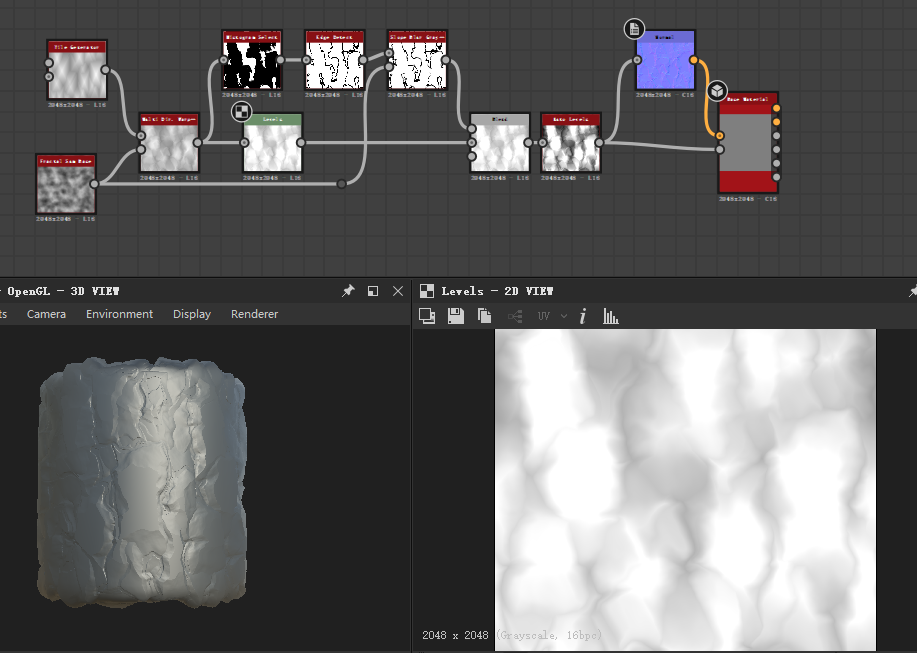 Tile Generator
2048x2048 - L16
Fractal Sum Base
2048x2048 - L16
Multi Dir. Warp—
2048x2048 - L16
Histogram Select
2048x2048 - L16
Edge Detect
2048x2048 - L16
Slope Blur Gray—
2048x2048 - L16
Levels
2048x2048 - L16
Blend
2048x2048 - L16
Auto Levels
2048x2048 - L16
Normal
2048x2048 - C16
Base Material
2048x2048 - C16
OpenGL - 3D VIEW
ts Camera Environment Display Renderer
Levels - 2D VIEW
UV
2048 x 2048 (Grayscale, 16bpc)